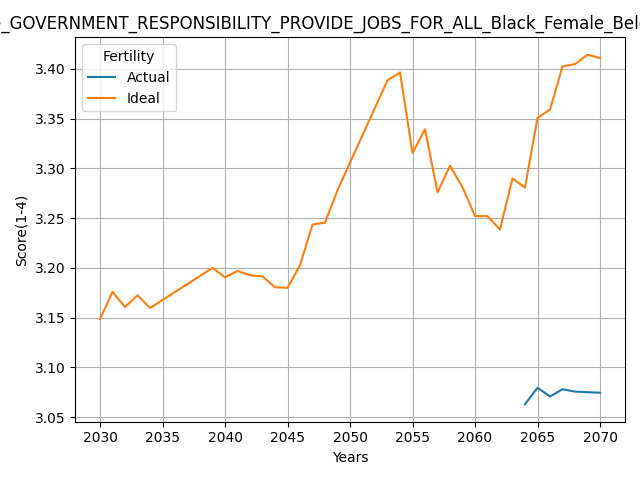 _GOVERNMENT_RESPONSIBILITY_PROVIDE_JOBS_FOR_ALL_Black_Female_Bel
Fertility
Actual
Ideal
Score(1-4)
3.40
3.35
3.30
3.25
3.20
3.15
3.10
3.05
2030 2035 2040 2045 2050 2055 2060 2065 2070
Years